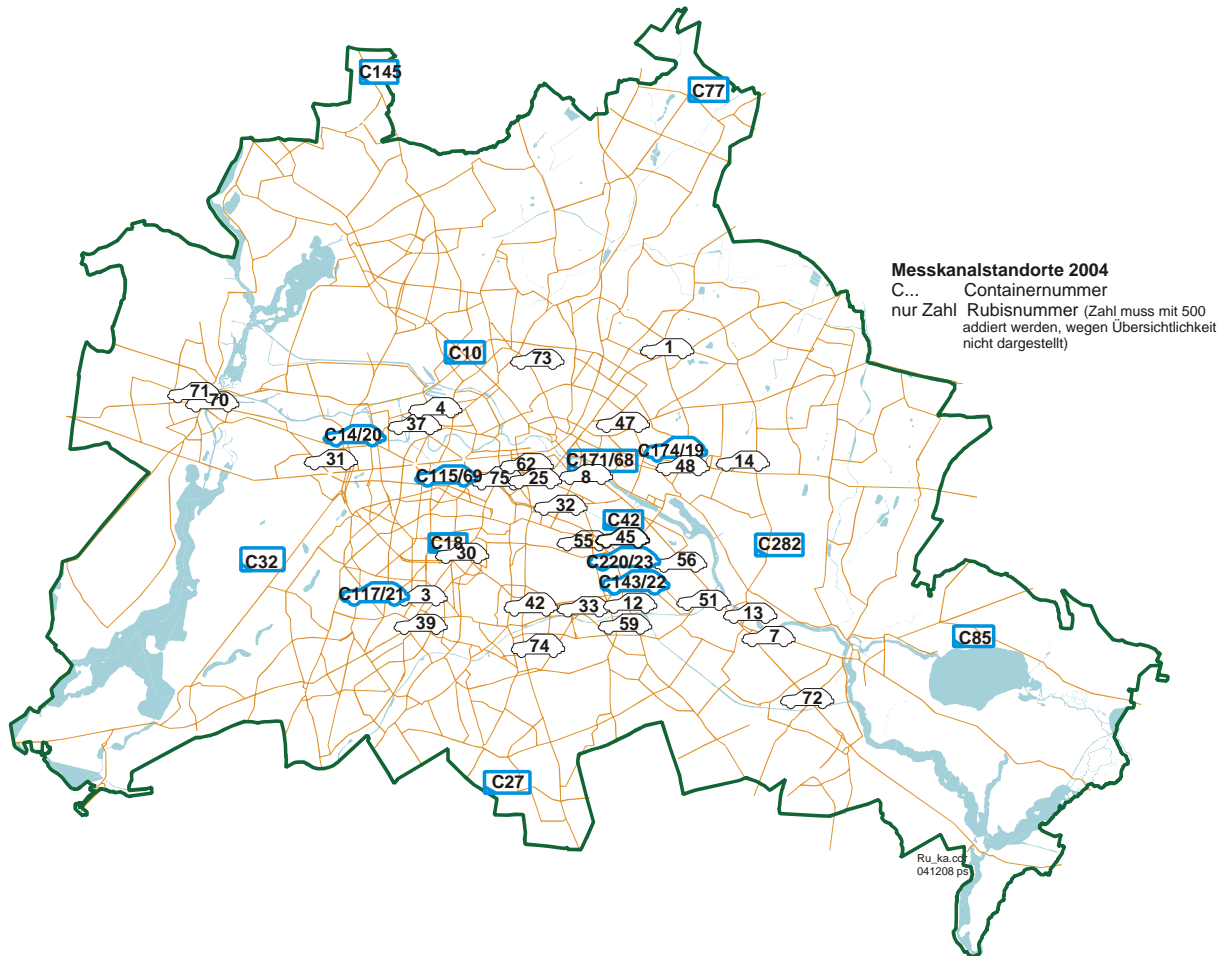 C145
C77
Messkanalstandorte 2004
C... Containernummer
nur Zahl Rubisnummer (Zahl muss mit 500
addiert werden, wegen Übersichtlichkeit
nicht dargestellt)
1
C10
73
71
70
4
37
47
C14/20
C174/19
31
C171/68
62
48
14
C115/69
75
25
8
32
C42
55
45
C18
30
C282
C32
C220/23
56
C143/22
C117/21
3
42
33
12
51
13
39
59
7
C85
74
72
C27
Ru_ka.cdr
041208 ps